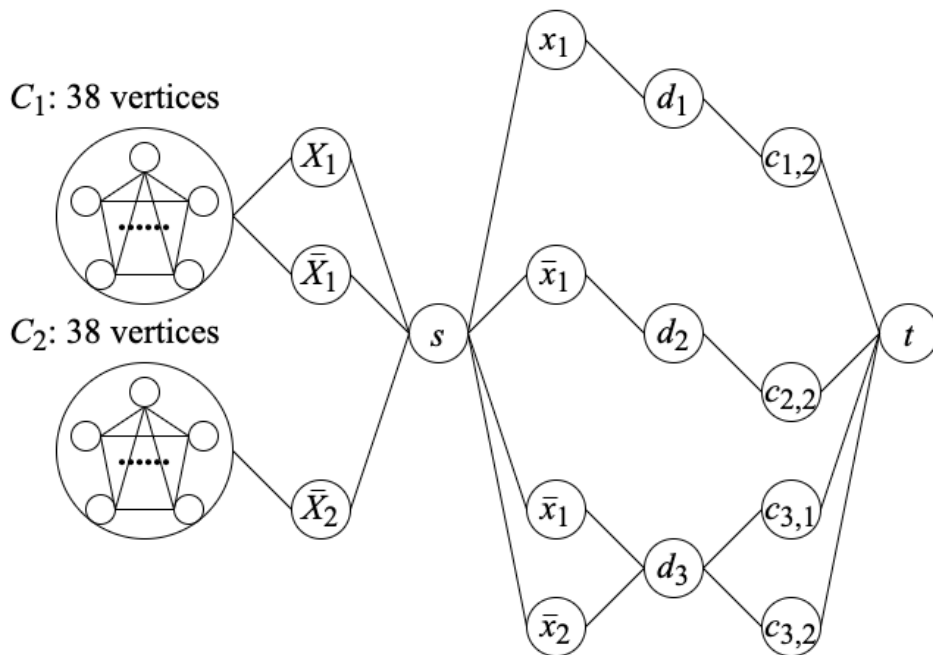 x₁
C₁: 38 vertices
d₁
X₁
c₁,₂
X̄₁
x̄₁
C₂: 38 vertices
s
d₂
t
c₂,₂
X̄₂
x̄₁
c₃,₁
d₃
x̄₂
c₃,₂